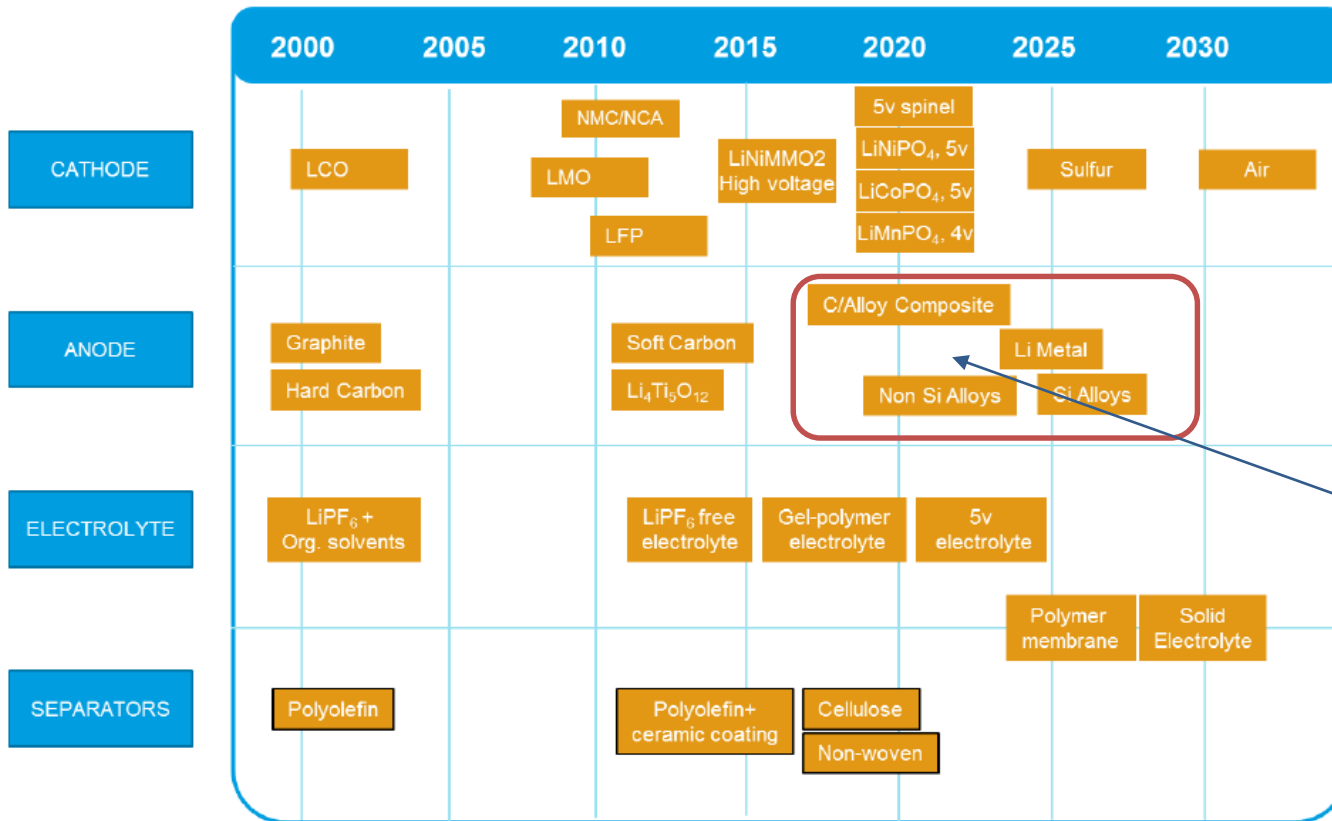 2000 2005 2010 2015 2020 2025 2030
CATHODE
LCO
NMC/NCA
LMO
LFP
LiNiMMO2
High voltage
5v spinel
LiNiPO₄, 5v
LiCoPO₄, 5v
LiMnPO₄, 4v
Sulfur
Air
ANODE
Graphite
Hard Carbon
Soft Carbon
Li₄Ti₅O₁₂
C/Alloy Composite
Li Metal
Non Si Alloys
Si Alloys
ELECTROLYTE
LiPF₆ +
Org. solvents
LiPF₆ free
electrolyte
Gel-polymer
electrolyte
5v
electrolyte
Polymer
membrane
Solid
Electrolyte
SEPARATORS
Polyolefin
Polyolefin+
ceramic coating
Cellulose
Non-woven